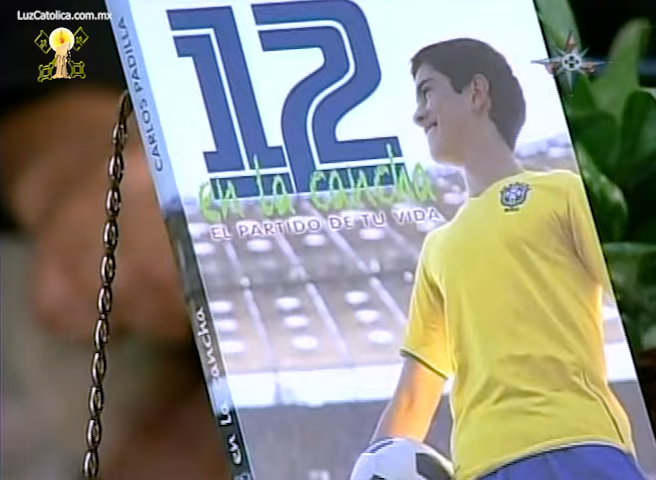 LuzCatolica.com.mx
12
en la cancha
EL PARTIDO DE TU VIDA
CARLOS PADILLA
en la cancha